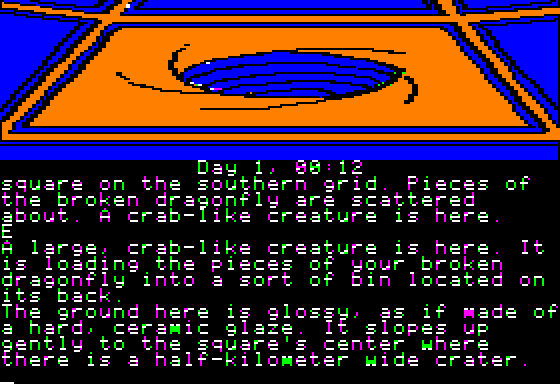 Day 1, 00:12
square on the southern grid. Pieces of
the broken dragonfly are scattered
about. A crab-like creature is here.
E
A large, crab-like creature is here. It
is loading the pieces of your broken
dragonfly into a sort of bin located on
its back.
The ground here is glossy, as if made of
a hard, ceramic glaze. It slopes up
gently to the square's center where
there is a half-kilometer wide crater.